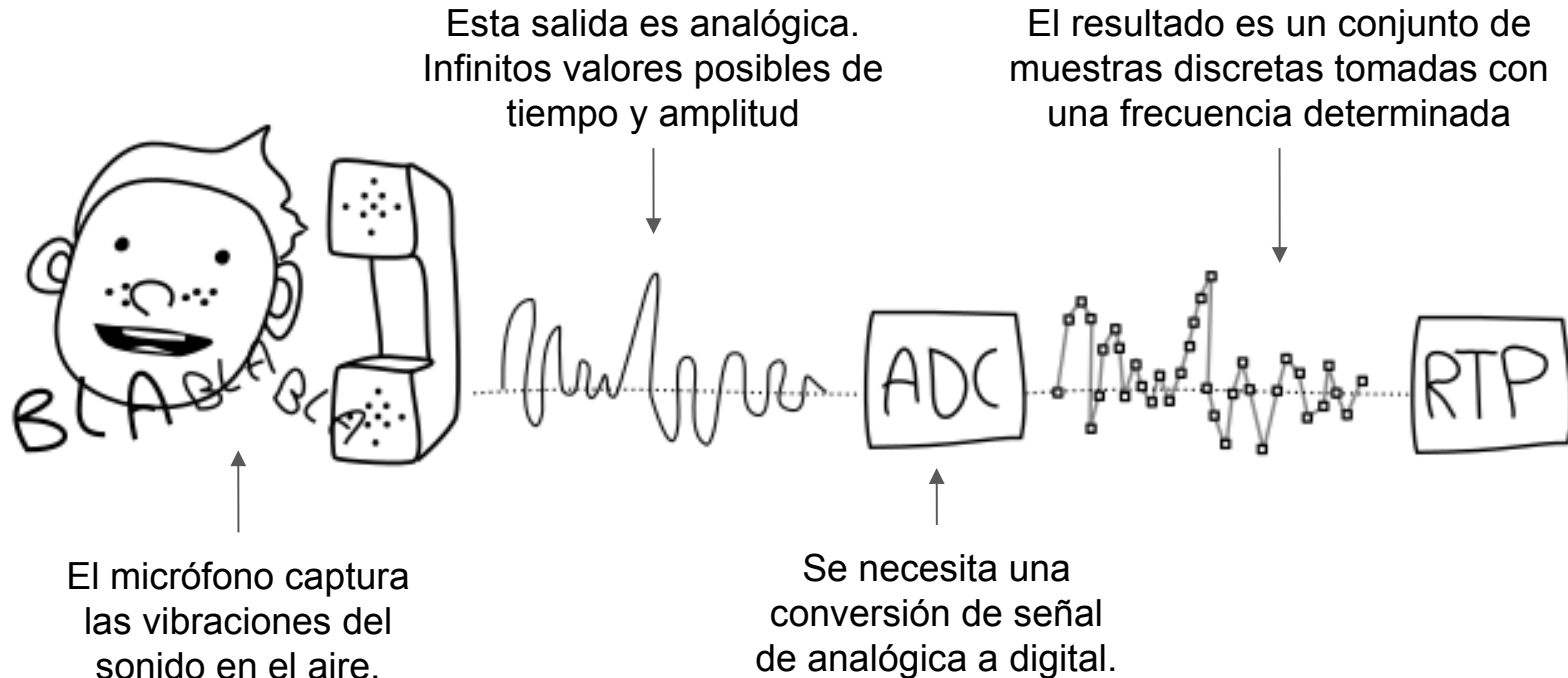 Esta salida es analógica.
Infinitos valores posibles de
tiempo y amplitud
El resultado es un conjunto de
muestras discretas tomadas con
una frecuencia determinada
BLA BLA BLA
ADC
RTP
El micrófono captura
las vibraciones del
sonido en el aire.
Se necesita una
conversión de señal
de analógica a digital.